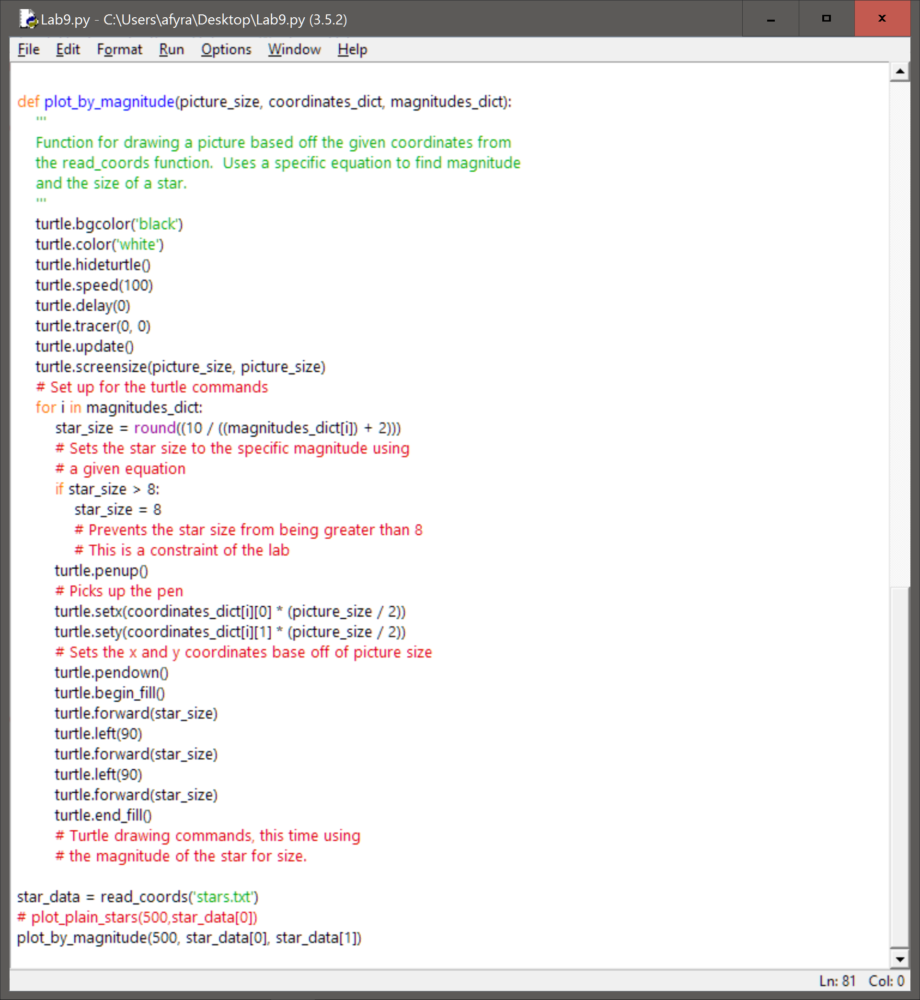 Lab9.py - C:\Users\afyra\Desktop\Lab9.py (3.5.2)
File Edit Format Run Options Window Help
def plot_by_magnitude(picture_size, coordinates_dict, magnitudes_dict):
    '''
    Function for drawing a picture based off the given coordinates from
    the read_coords function.  Uses a specific equation to find magnitude
    and the size of a star.
    '''
    turtle.bgcolor('black')
    turtle.color('white')
    turtle.hideturtle()
    turtle.speed(100)
    turtle.delay(0)
    turtle.tracer(0, 0)
    turtle.update()
    turtle.screensize(picture_size, picture_size)
    # Set up for the turtle commands
    for i in magnitudes_dict:
        star_size = round((10 / ((magnitudes_dict[i]) + 2)))
        # Sets the star size to the specific magnitude using
        # a given equation
        if star_size > 8:
            star_size = 8
            # Prevents the star size from being greater than 8
            # This is a constraint of the lab
        turtle.penup()
        # Picks up the pen
        turtle.setx(coordinates_dict[i][0] * (picture_size / 2))
        turtle.sety(coordinates_dict[i][1] * (picture_size / 2))
        # Sets the x and y coordinates base off of picture size
        turtle.pendown()
        turtle.begin_fill()
        turtle.forward(star_size)
        turtle.left(90)
        turtle.forward(star_size)
        turtle.left(90)
        turtle.forward(star_size)
        turtle.end_fill()
        # Turtle drawing commands, this time using
        # the magnitude of the star for size.
star_data = read_coords('stars.txt')
# plot_plain_stars(500,star_data[0])
plot_by_magnitude(500, star_data[0], star_data[1])
Ln: 81 Col: 0